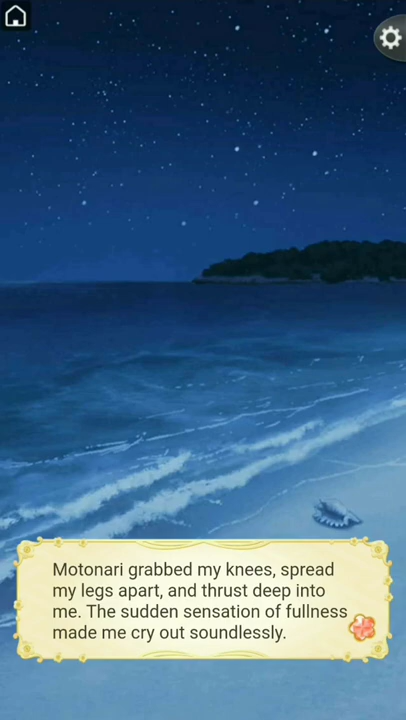 Motonari grabbed my knees, spread
my legs apart, and thrust deep into
me. The sudden sensation of fullness
made me cry out soundlessly.